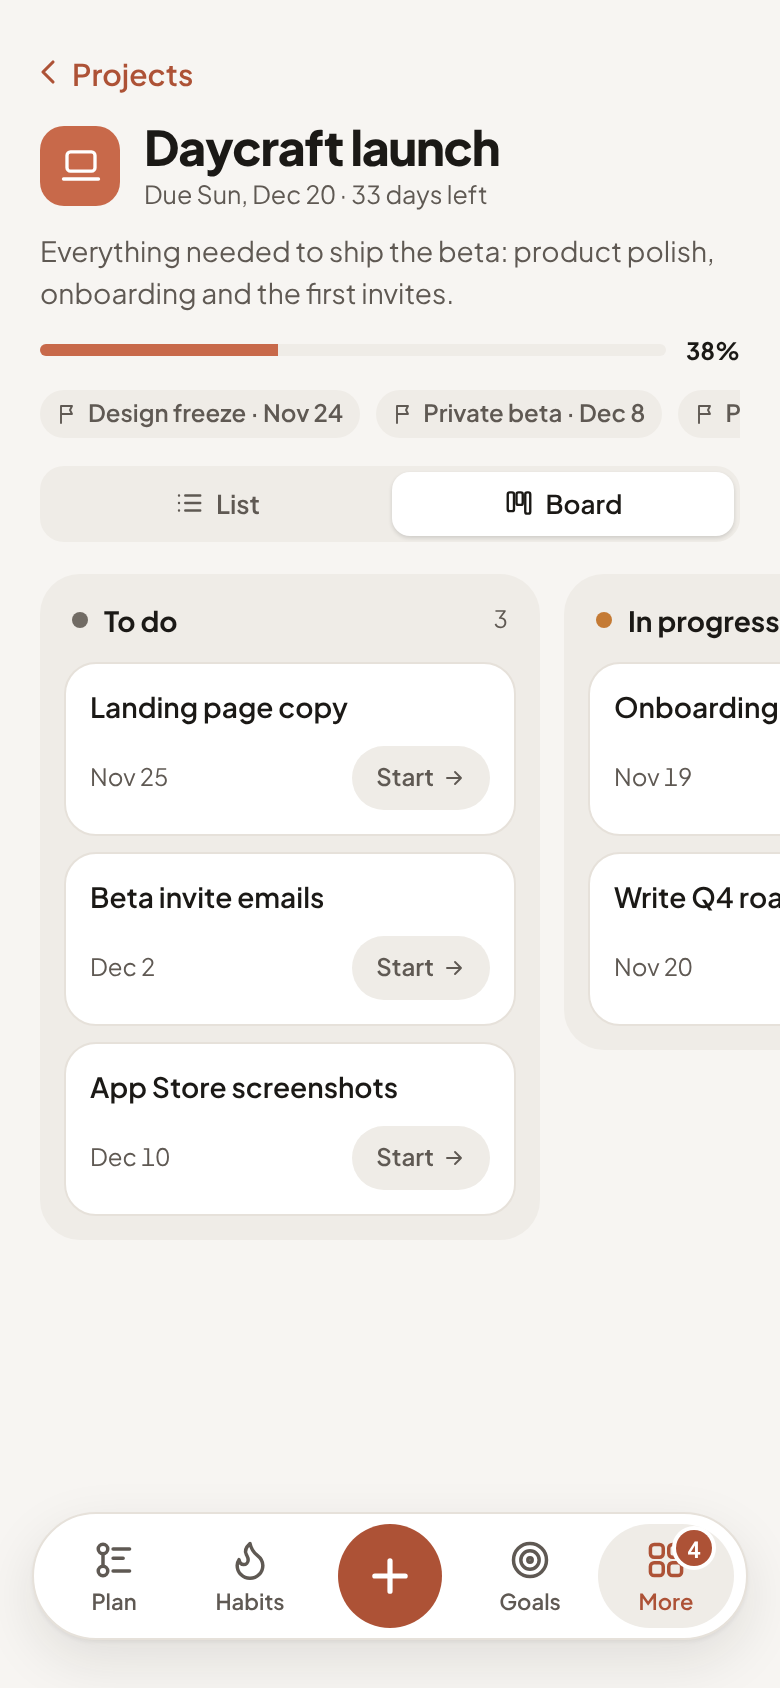 Projects
Daycraft launch
Due Sun, Dec 20 · 33 days left
Everything needed to ship the beta: product polish,
onboarding and the first invites.
38%
Design freeze · Nov 24
Private beta · Dec 8
P
List
Board
To do
3
Landing page copy
Nov 25
Start →
Beta invite emails
Dec 2
Start →
App Store screenshots
Dec 10
Start →
In progress
Onboarding
Nov 19
Write Q4 roa
Nov 20
Plan
Habits
Goals
More
4